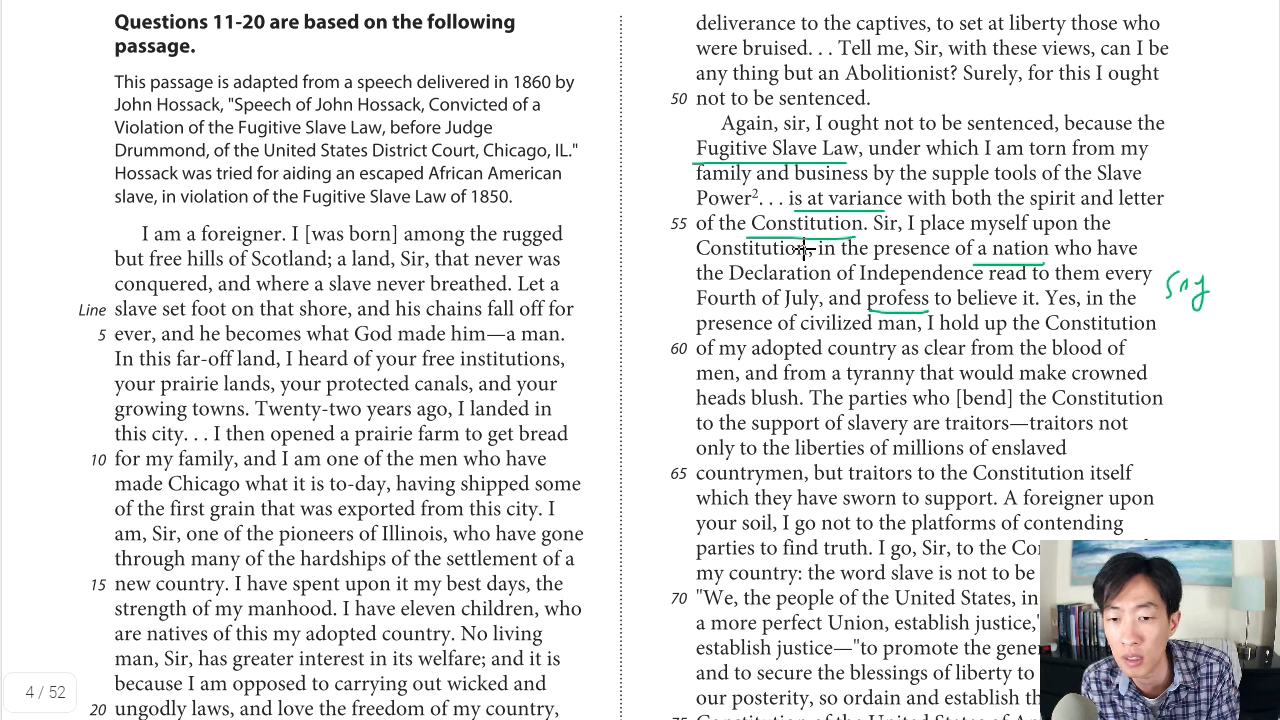 Questions 11-20 are based on the following
passage.
This passage is adapted from a speech delivered in 1860 by
John Hossack, "Speech of John Hossack, Convicted of a
Violation of the Fugitive Slave Law, before Judge
Drummond, of the United States District Court, Chicago, IL."
Hossack was tried for aiding an escaped African American
slave, in violation of the Fugitive Slave Law of 1850.
I am a foreigner. I [was born] among the rugged
but free hills of Scotland; a land, Sir, that never was
conquered, and where a slave never breathed. Let a
Line slave set foot on that shore, and his chains fall off for
5 ever, and he becomes what God made him—a man.
In this far-off land, I heard of your free institutions,
your prairie lands, your protected canals, and your
growing towns. Twenty-two years ago, I landed in
this city. . . I then opened a prairie farm to get bread
10 for my family, and I am one of the men who have
made Chicago what it is to-day, having shipped some
of the first grain that was exported from this city. I
am, Sir, one of the pioneers of Illinois, who have gone
through many of the hardships of the settlement of a
15 new country. I have spent upon it my best days, the
strength of my manhood. I have eleven children, who
are natives of this my adopted country. No living
man, Sir, has greater interest in its welfare; and it is
because I am opposed to carrying out wicked and
20 ungodly laws, and love the freedom of my country,
4 / 52
deliverance to the captives, to set at liberty those who
were bruised. . . Tell me, Sir, with these views, can I be
any thing but an Abolitionist? Surely, for this I ought
50 not to be sentenced.
Again, sir, I ought not to be sentenced, because the
Fugitive Slave Law, under which I am torn from my
family and business by the supple tools of the Slave
Power2. . . is at variance with both the spirit and letter
55 of the Constitution. Sir, I place myself upon the
Constitution, in the presence of a nation who have
the Declaration of Independence read to them every
Fourth of July, and profess to believe it. Yes, in the
say
presence of civilized man, I hold up the Constitution
60 of my adopted country as clear from the blood of
men, and from a tyranny that would make crowned
heads blush. The parties who [bend] the Constitution
to the support of slavery are traitors—traitors not
only to the liberties of millions of enslaved
65 countrymen, but traitors to the Constitution itself
which they have sworn to support. A foreigner upon
your soil, I go not to the platforms of contending
parties to find truth. I go, Sir, to the
my country: the word slave is not to be
70 "We, the people of the United States, in
a more perfect Union, establish justice,
establish justice—"to promote the
and to secure the blessings of liberty to
our posterity, so ordain and establish
Constitution of the United States of